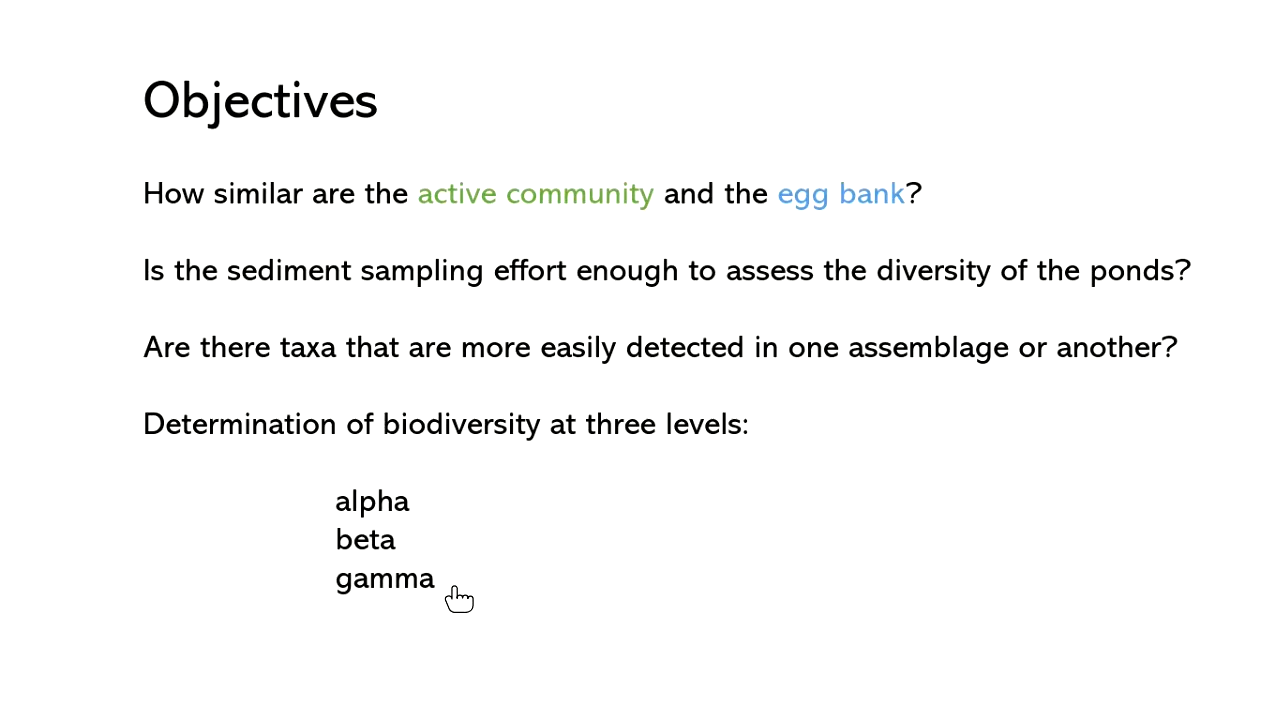 Objectives
How similar are the active community and the egg bank?
Is the sediment sampling effort enough to assess the diversity of the ponds?
Are there taxa that are more easily detected in one assemblage or another?
Determination of biodiversity at three levels:
alpha
beta
gamma